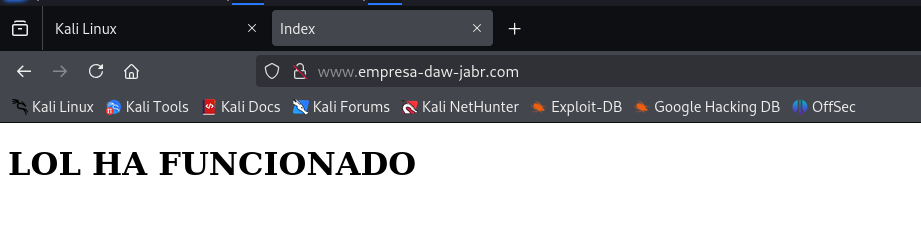 Kali Linux
Index
www.empresa-daw-jabr.com
Kali Linux Kali Tools Kali Docs Kali Forums Kali NetHunter Exploit-DB Google Hacking DB OffSec
LOL HA FUNCIONADO